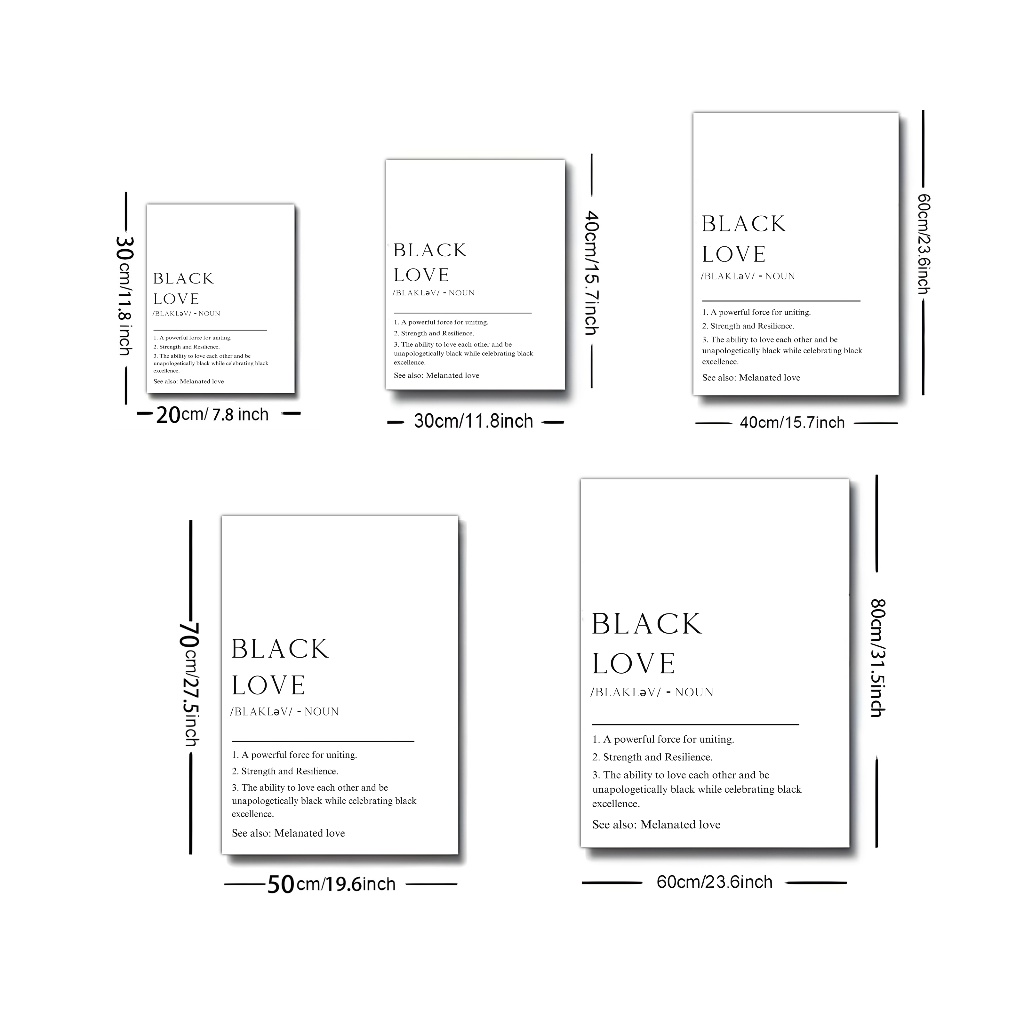 BLACK
LOVE
/BLAKLəV/ - NOUN
1. A powerful force for uniting.
2. Strength and Resilience.
3. The ability to love each other and be
unapologetically black while celebrating black
excellence.
See also: Melanated love
30cm/11.8 inch
20cm/ 7.8 inch
BLACK
LOVE
/BLAKLəV/ - NOUN
1. A powerful force for uniting.
2. Strength and Resilience.
3. The ability to love each other and be
unapologetically black while celebrating black
excellence.
See also: Melanated love
40cm/15.7inch
30cm/11.8inch
BLACK
LOVE
/BLAKLəV/ - NOUN
1. A powerful force for uniting.
2. Strength and Resilience.
3. The ability to love each other and be
unapologetically black while celebrating black
excellence.
See also: Melanated love
60cm/23.6inch
40cm/15.7inch
BLACK
LOVE
/BLAKLəV/ - NOUN
1. A powerful force for uniting.
2. Strength and Resilience.
3. The ability to love each other and be
unapologetically black while celebrating black
excellence.
See also: Melanated love
70cm/27.5inch
50cm/19.6inch
BLACK
LOVE
/BLAKLəV/ - NOUN
1. A powerful force for uniting.
2. Strength and Resilience.
3. The ability to love each other and be
unapologetically black while celebrating black
excellence.
See also: Melanated love
80cm/31.5inch
60cm/23.6inch